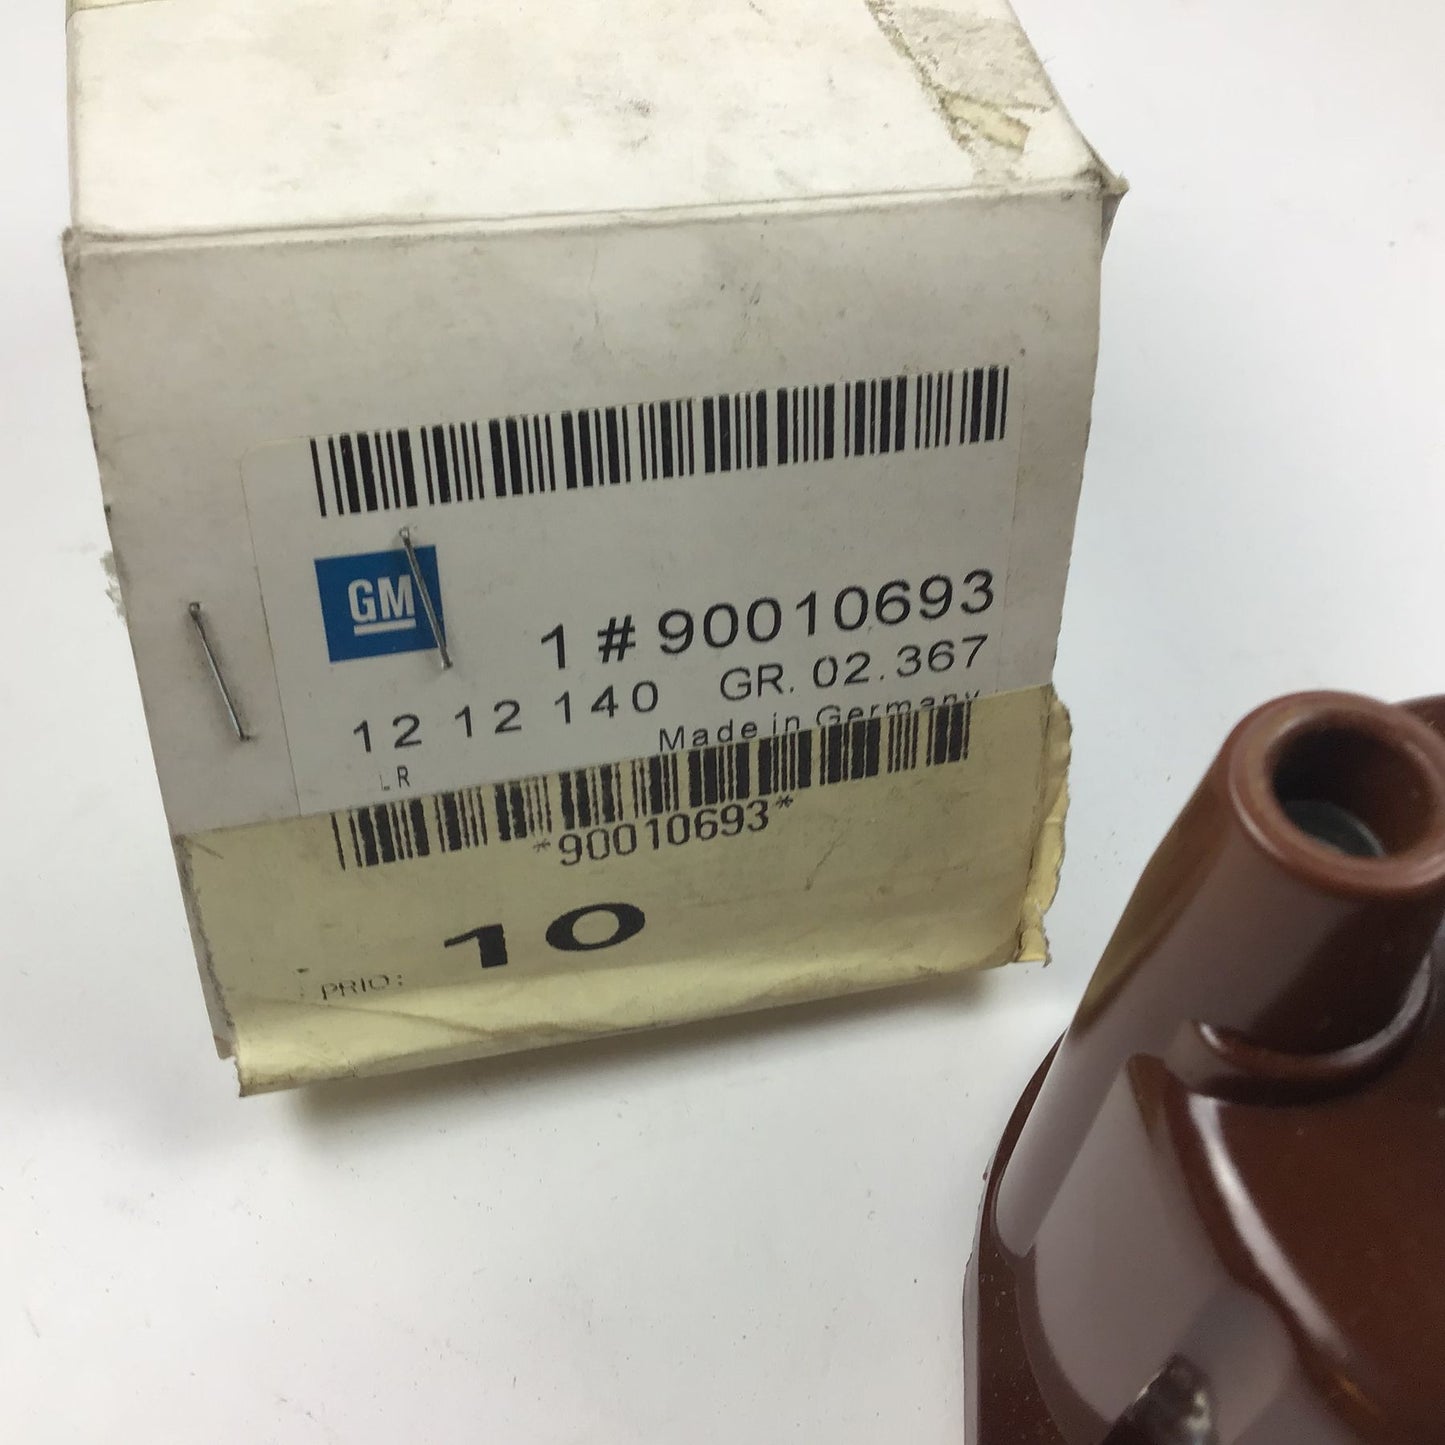 GM
1 # 90010693
12 12 140 GR. 02.367
Made in Germany
LR
*90010693*
PRIO: 10